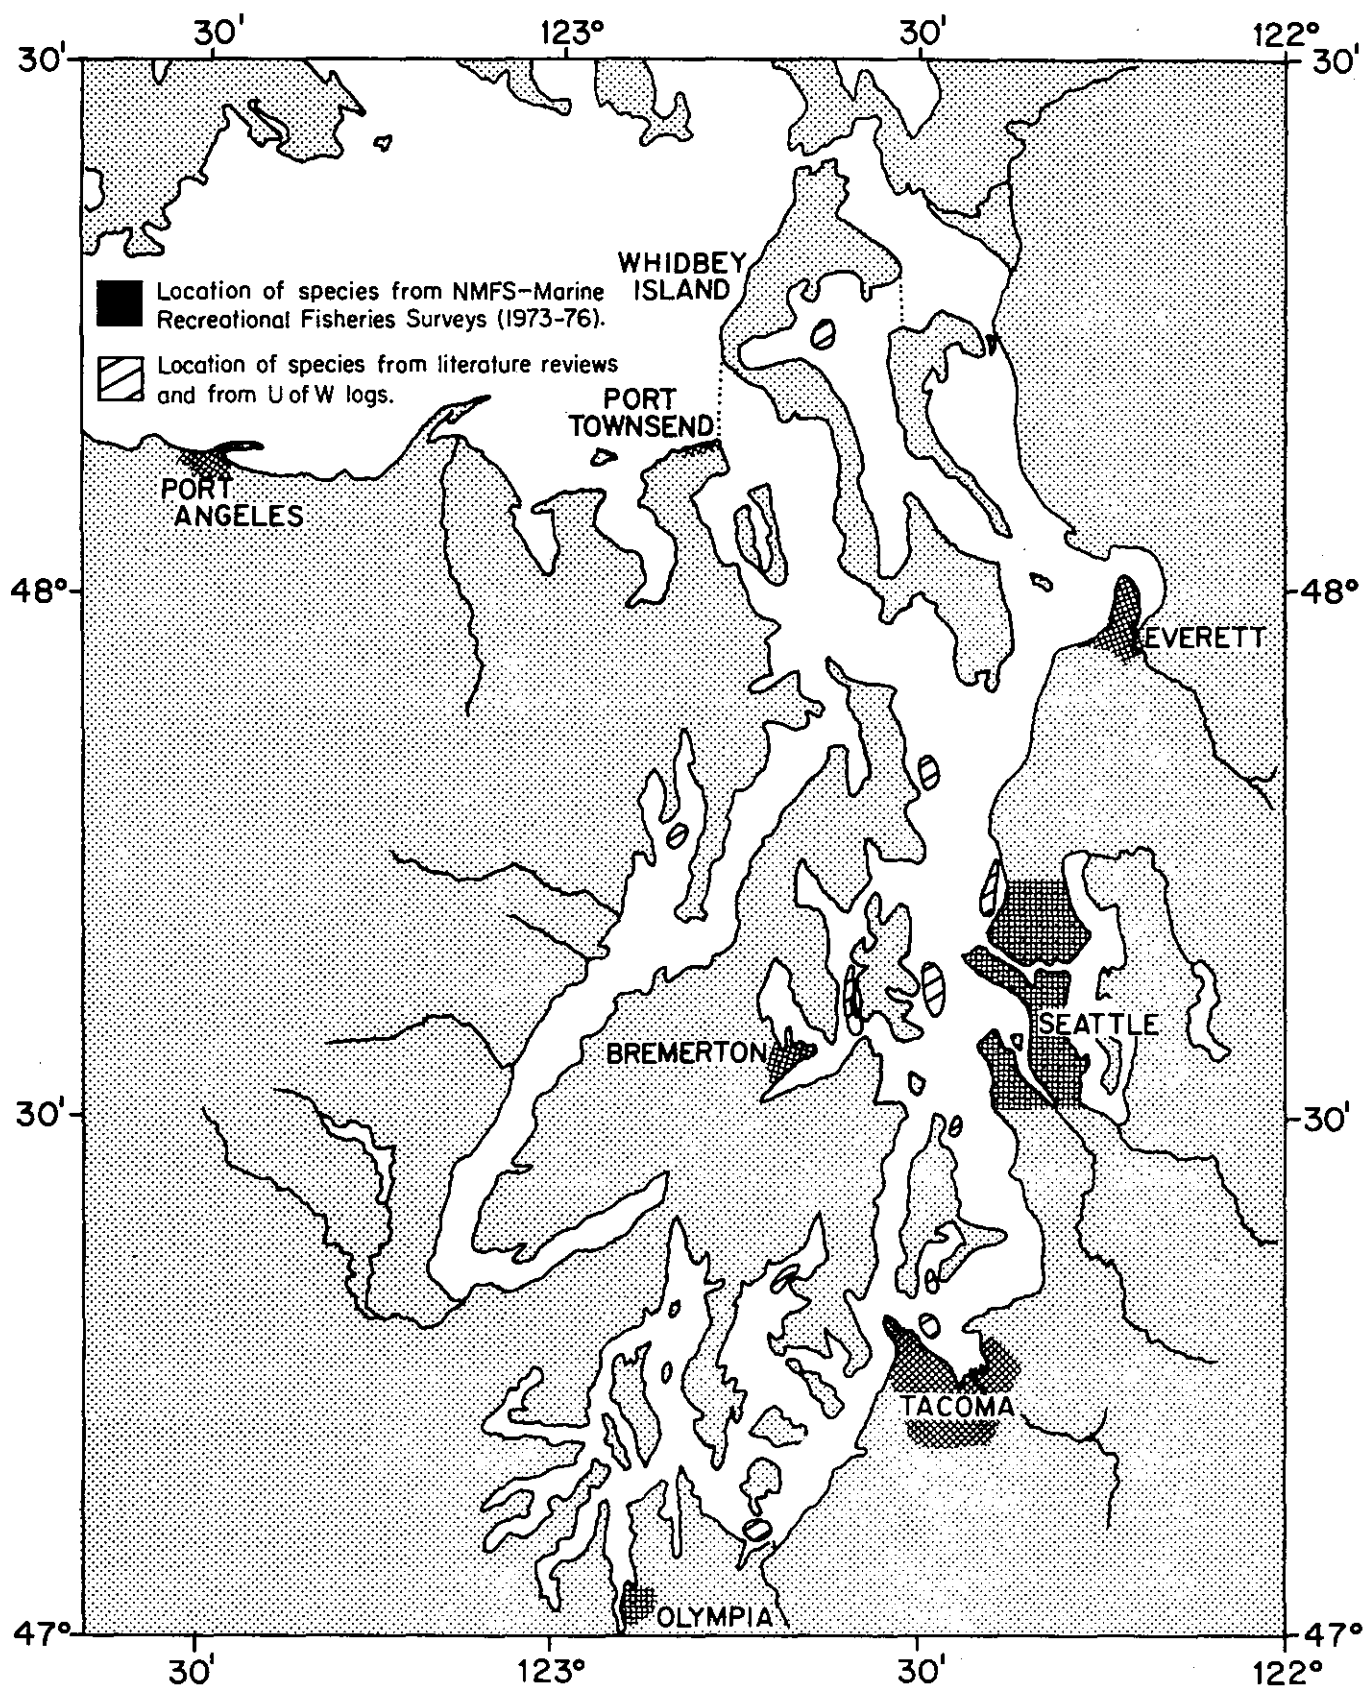 30' 123° 30' 122°
30' 30'
WHIDBEY
ISLAND
Location of species from NMFS-Marine
Recreational Fisheries Surveys (1973-76).
Location of species from literature reviews
and from U of W logs.
PORT
TOWNSEND
PORT
ANGELES
48° 48°
EVERETT
SEATTLE
BREMERTON
30' 30'
TACOMA
OLYMPIA
47° 47°
30' 123° 30' 122°